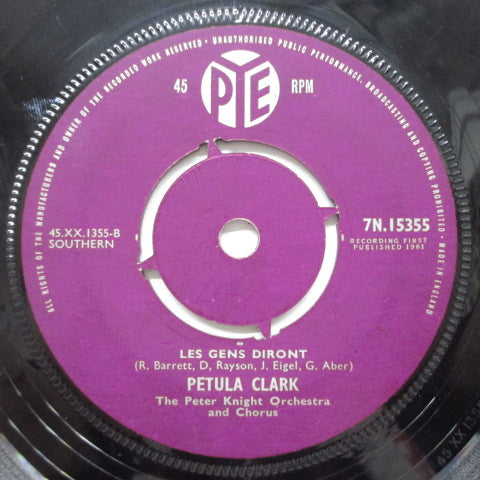 ALL RIGHTS OF THE MANUFACTURERS AND OWNER OF THE RECORDED WORK RESERVED • UNAUTHORISED PUBLIC PERFORMANCE, BROADCASTING AND COPYING PROHIBITED • MADE IN ENGLAND
PYE
45 RPM
45.XX.1355-B
SOUTHERN
7N.15355
RECORDING FIRST
PUBLISHED 1961
LES GENS DIRONT
(R. Barrett, D, Rayson, J. Eigel, G. Aber)
PETULA CLARK
The Peter Knight Orchestra
and Chorus